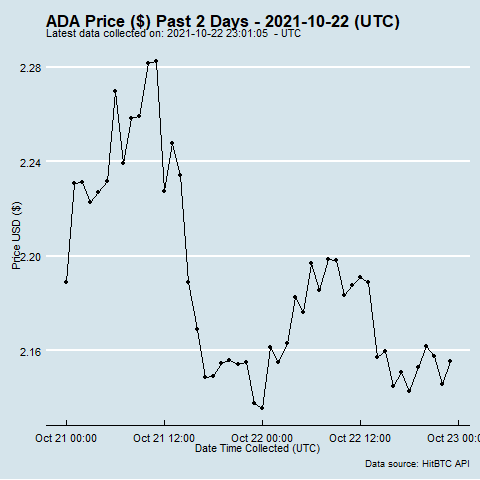 ADA Price ($) Past 2 Days - 2021-10-22 (UTC)
Latest data collected on: 2021-10-22 23:01:05 - UTC
2.28
2.24
2.20
2.16
Price USD ($)
Oct 21 00:00 Oct 21 12:00 Oct 22 00:00 Oct 22 12:00 Oct 23 00
Date Time Collected (UTC)
Data source: HitBTC API